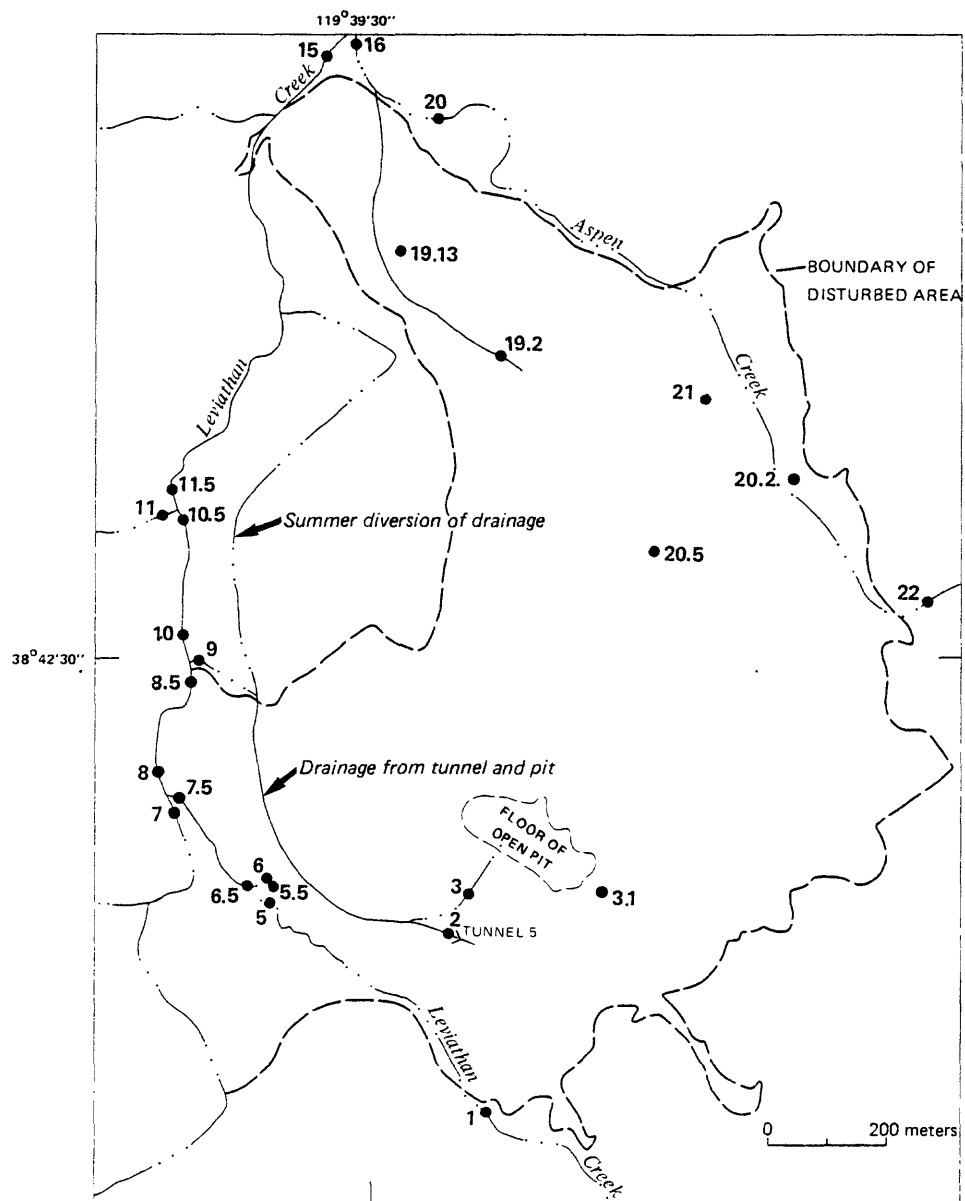 119°39'30"
15
16
Creek
20
Aspen
19.13
BOUNDARY OF
DISTURBED AREA
19.2
Creek
21
Leviathan
20.2.
11.5
11
10.5
Summer diversion of drainage
20.5
22
10
9
38°42'30"
8.5
8
7.5
7
Drainage from tunnel and pit
FLOOR OF
OPEN PIT
6
6.5
5.5
5
3
3.1
2
TUNNEL 5
Leviathan
1
0 200 meters
Creek